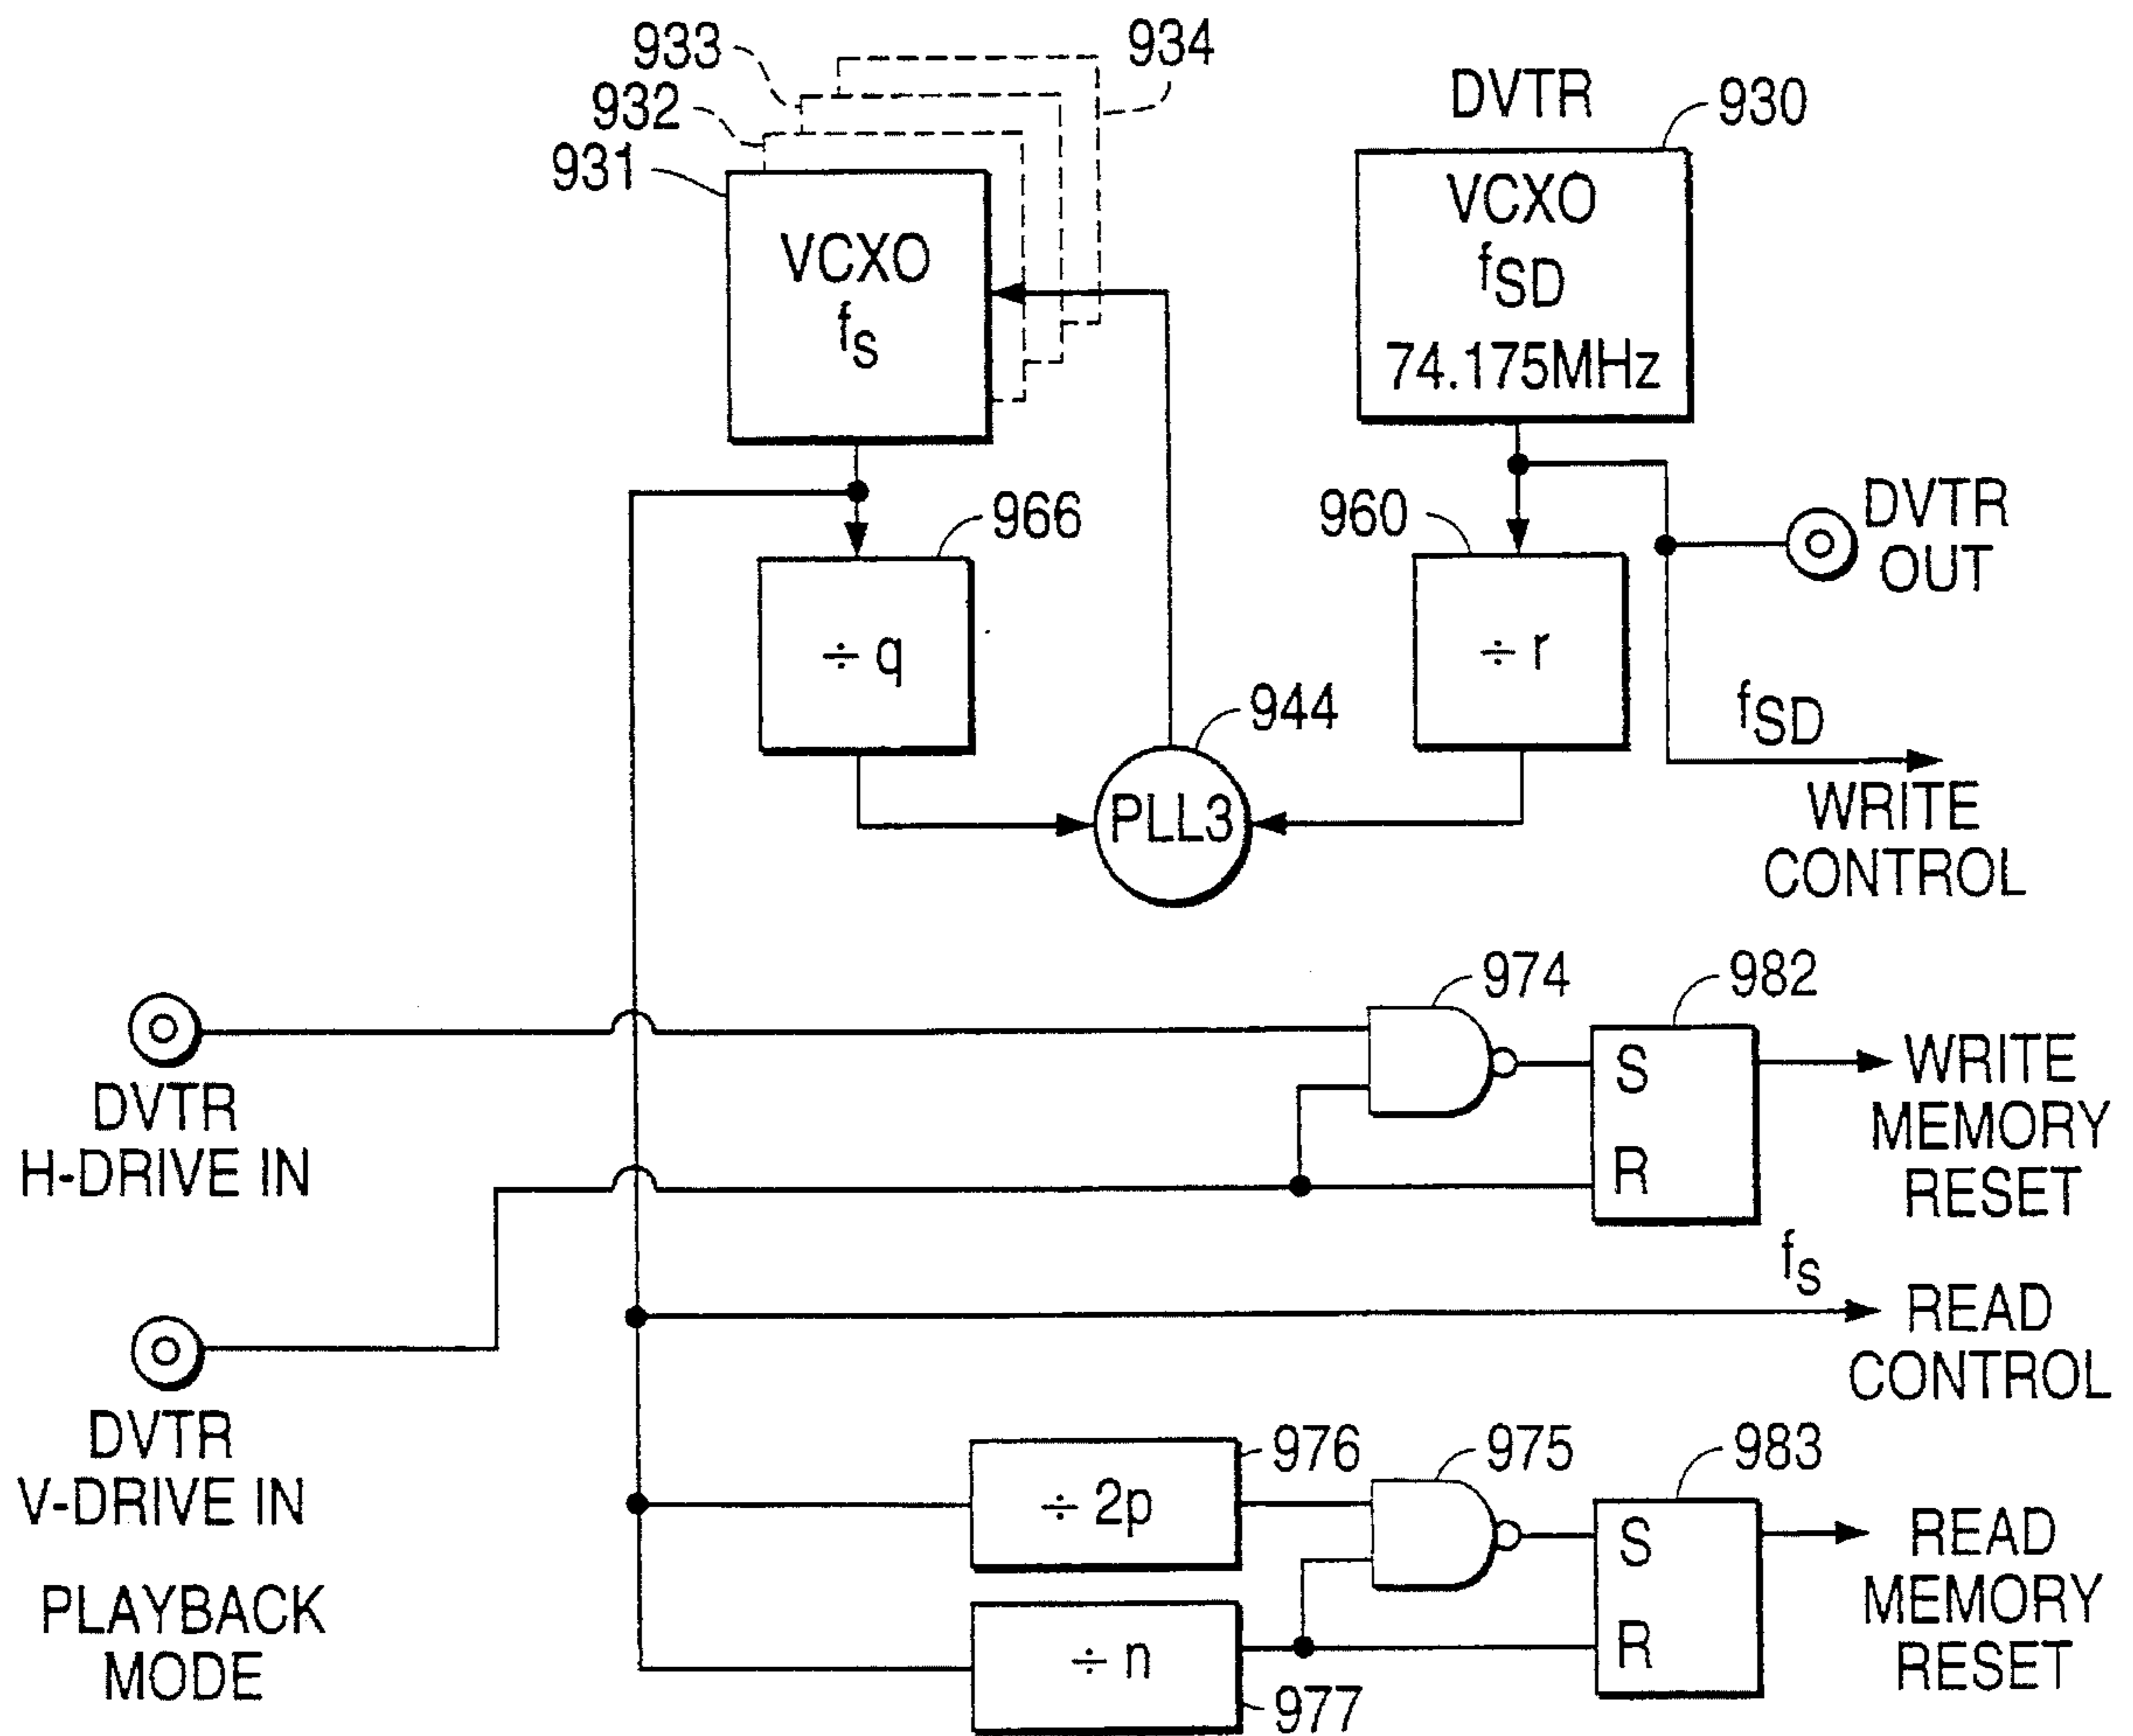 933
934
932
931
DVTR
930
VCXO
fS
VCXO
fSD
74.175MHz
966
÷ q
960
÷ r
DVTR
OUT
944
PLL3
fSD
WRITE
CONTROL
974
982
S
R
WRITE
MEMORY
RESET
DVTR
H-DRIVE IN
fS
READ
CONTROL
DVTR
V-DRIVE IN
976
÷ 2p
975
983
S
R
READ
MEMORY
RESET
÷ n
977
PLAYBACK
MODE